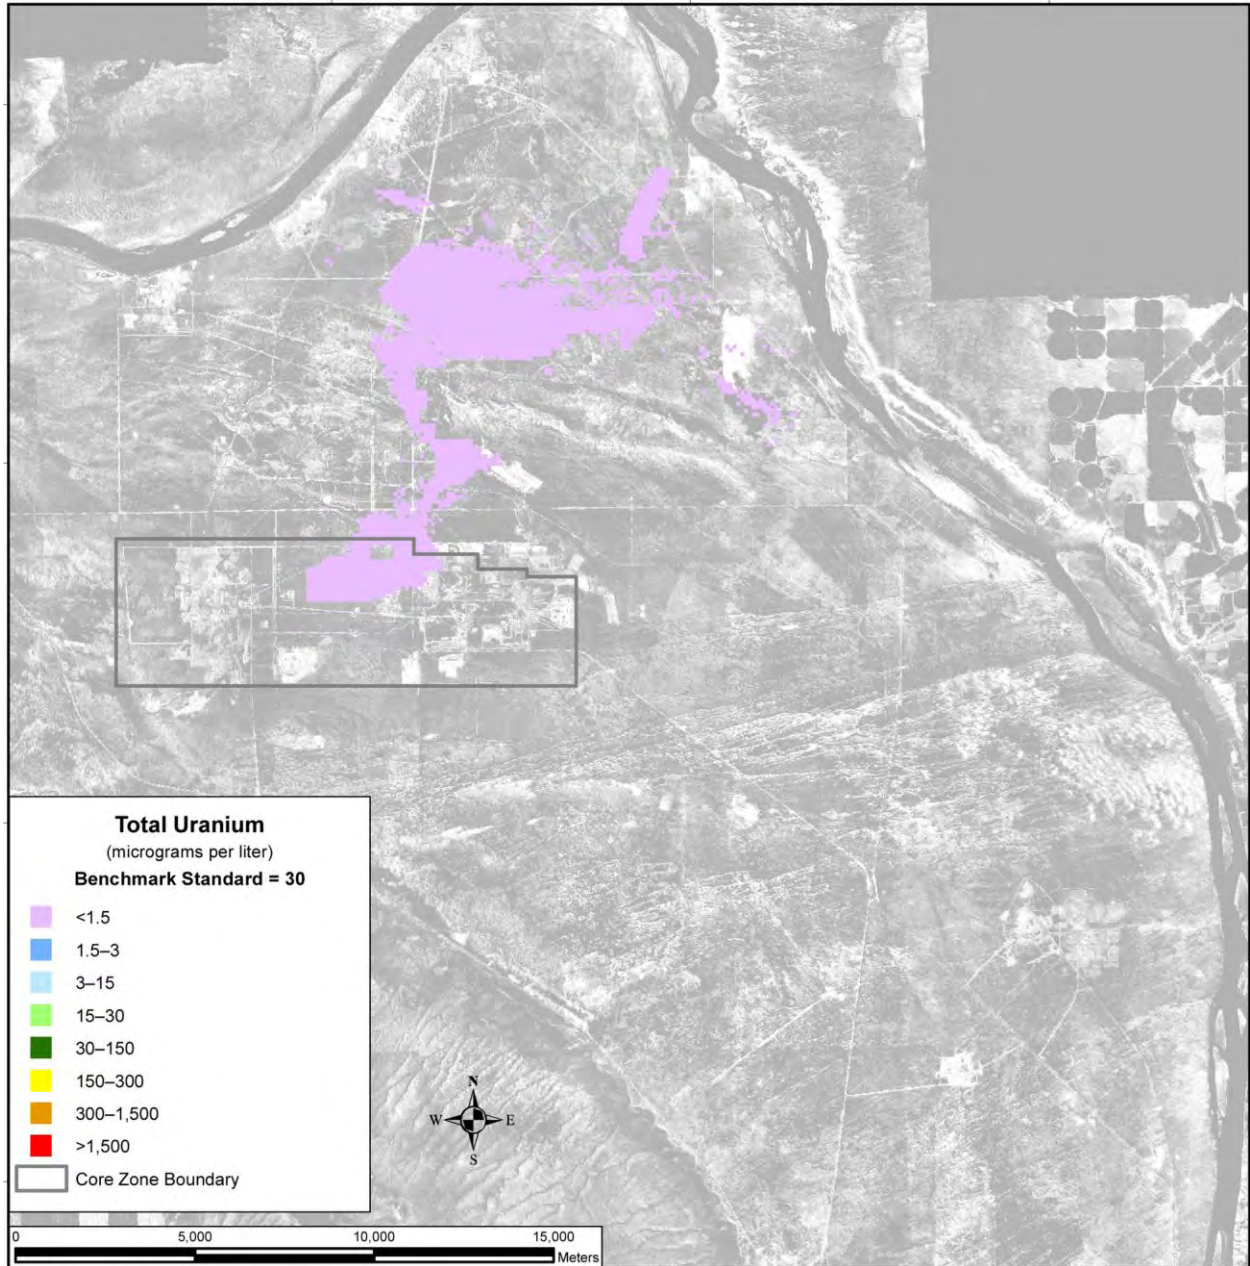 Total Uranium
(micrograms per liter)
Benchmark Standard = 30
<1.5
1.5–3
3–15
15–30
30–150
150–300
300–1,500
>1,500
Core Zone Boundary
N
W E
S
0 5,000 10,000 15,000
Meters